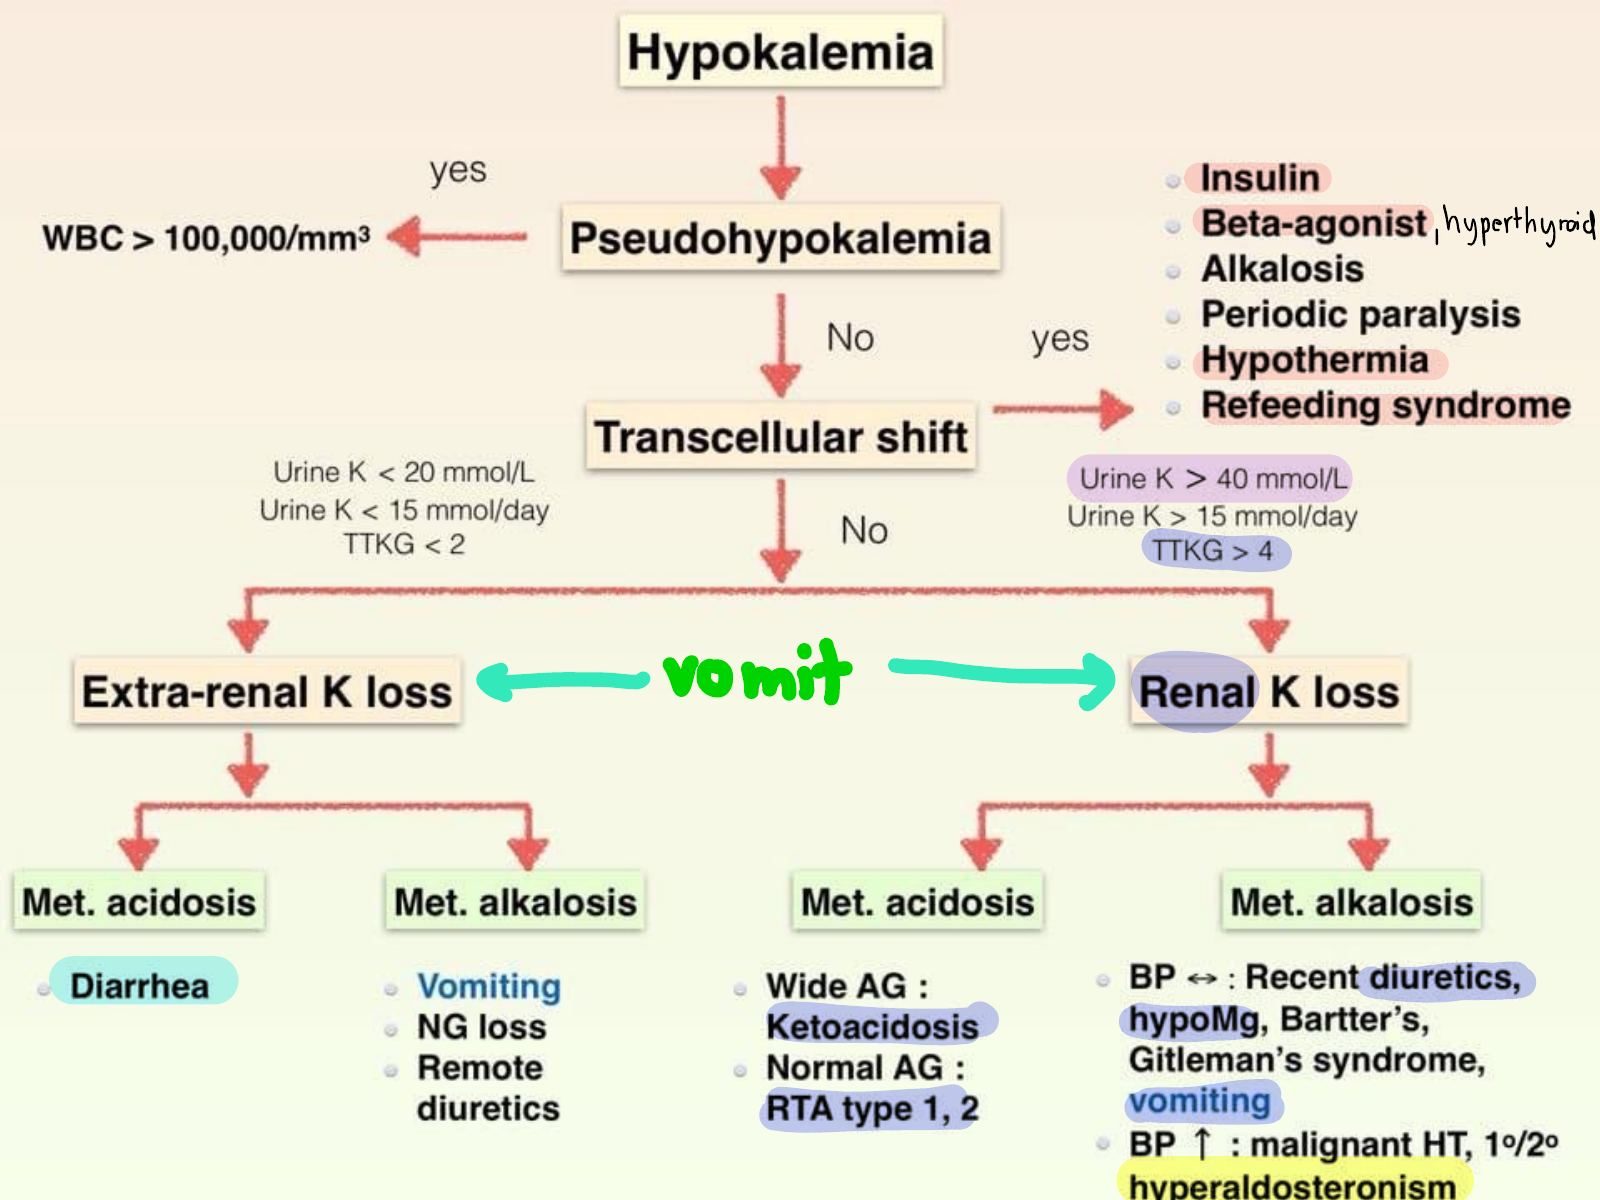 Hypokalemia
yes
WBC > 100,000/mm³
Pseudohypokalemia
Insulin
Beta-agonist, hyperthyroid
Alkalosis
Periodic paralysis
Hypothermia
Refeeding syndrome
No
yes
Transcellular shift
Urine K < 20 mmol/L
Urine K < 15 mmol/day
TTKG < 2
No
Urine K > 40 mmol/L
Urine K > 15 mmol/day
TTKG > 4
Extra-renal K loss
vomit
Renal K loss
Met. acidosis
Diarrhea
Met. alkalosis
Vomiting
NG loss
Remote
diuretics
Met. acidosis
Wide AG :
Ketoacidosis
Normal AG :
RTA type 1, 2
Met. alkalosis
BP ↔ : Recent diuretics,
hypoMg, Bartter’s,
Gitleman’s syndrome,
vomiting
BP ↑ : malignant HT, 1º/2º
hyperaldosteronism